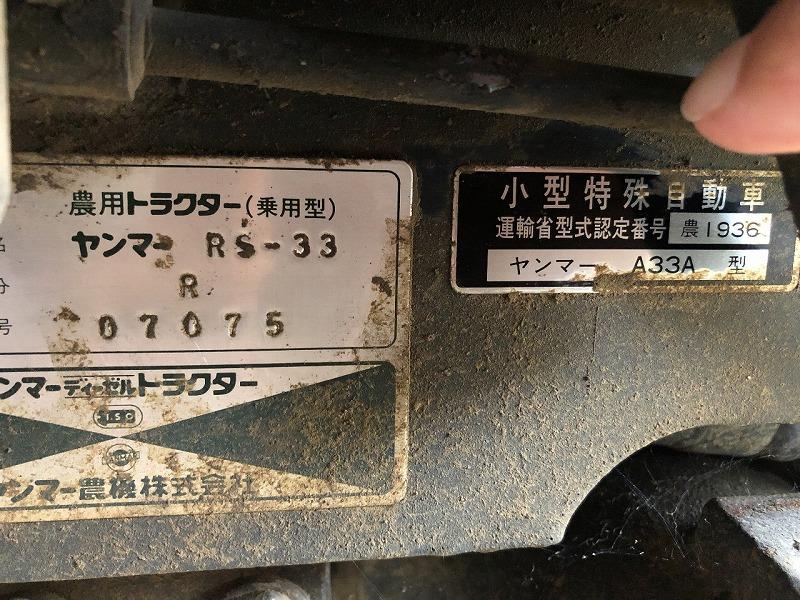 農用トラクター(乗用型)
名 ヤンマー RS-33
分 R
号 07075
ンマーディーゼルトラクター
ヤンマー農機株式会社
小型特殊自動車
運輸省型式認定番号 農1936
ヤンマー A33A 型